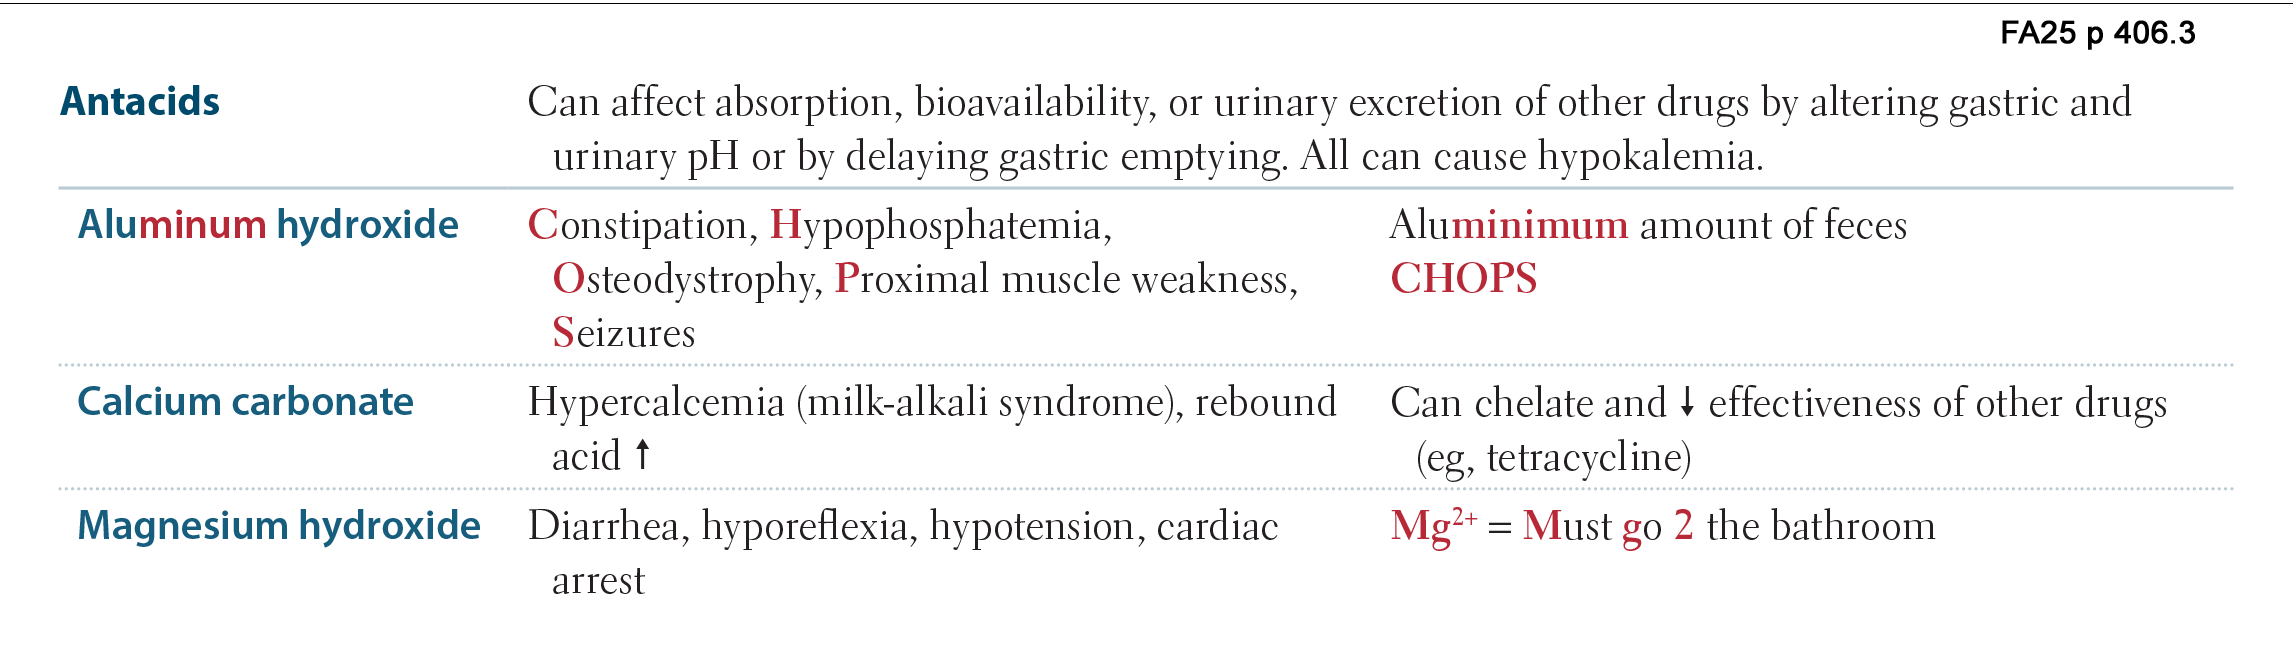 FA25 p 406.3
Antacids
Can affect absorption, bioavailability, or urinary excretion of other drugs by altering gastric and
urinary pH or by delaying gastric emptying. All can cause hypokalemia.
Aluminum hydroxide
Constipation, Hypophosphatemia,
Osteodystrophy, Proximal muscle weakness,
Seizures
Aluminimum amount of feces
CHOPS
Calcium carbonate
Hypercalcemia (milk-alkali syndrome), rebound
acid ↑
Can chelate and ↓ effectiveness of other drugs
(eg, tetracycline)
Magnesium hydroxide
Diarrhea, hyporeflexia, hypotension, cardiac
arrest
Mg²⁺ = Must go 2 the bathroom